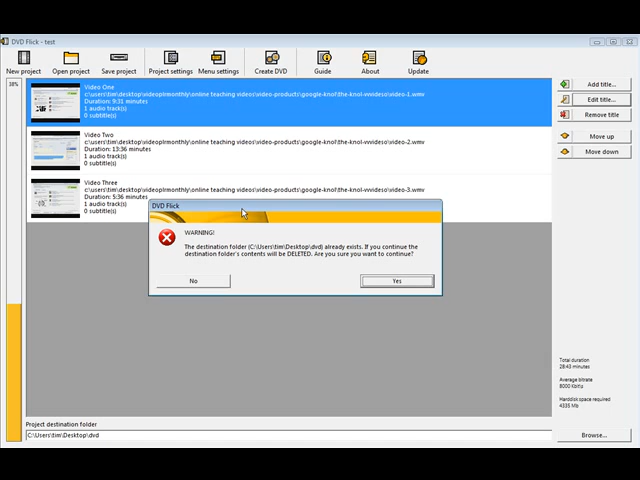 DVD Flick - test
New project
Open project
Save project
Project settings
Menu settings
Create DVD
Guide
About
Update
38%
Video One
c:\users\tim\desktop\videoplrmonthly\online teaching videos\video-products\google-knol\the-knol-vvvideso\video-1.wmv
Duration: 9:31 minutes
1 audio track(s)
0 subtitle(s)
Video Two
c:\users\tim\desktop\videoplrmonthly\online teaching videos\video-products\google-knol\the-knol-vvvideso\video-2.wmv
Duration: 13:36 minutes
1 audio track(s)
0 subtitle(s)
Video Three
c:\users\tim\desktop\videoplrmonthly\online teaching videos\video-products\google-knol\the-knol-vvvideso\video-3.wmv
Duration: 5:36 minutes
1 audio track(s)
0 subtitle(s)
Add title...
Edit title...
Remove title
Move up
Move down
DVD Flick
WARNING!
The destination folder (C:\Users\tim\Desktop\dvd) already exists. If you continue the
destination folder's contents will be DELETED. Are you sure you want to continue?
No
Yes
Total duration
28:43 minutes
Average bitrate
8000 Kbit/s
Harddisk space required
4335 Mb
Project destination folder
C:\Users\tim\Desktop\dvd
Browse...